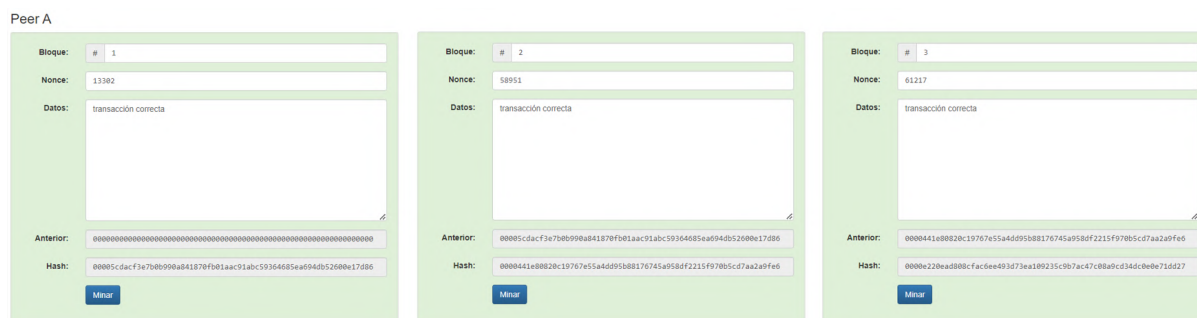 Peer A
Bloque: # 1
Nonce: 13302
Datos: transacción correcta
Anterior: 0000000000000000000000000000000000000000000000000000000000000000
Hash: 00005cdacf3e7b0b990a841870fb01aac91abc59364685ea694db52600e17d86
Minar
Bloque: # 2
Nonce: 58951
Datos: transacción correcta
Anterior: 00005cdacf3e7b0b990a841870fb01aac91abc59364685ea694db52600e17d86
Hash: 0000441e80820c19767e55a4dd95b88176745a958df2215f970b5cd7aa2a9fe6
Minar
Bloque: # 3
Nonce: 61217
Datos: transacción correcta
Anterior: 0000441e80820c19767e55a4dd95b88176745a958df2215f970b5cd7aa2a9fe6
Hash: 0000e220ead808cfac6ee493d73ea109235c9b7ac47c08a9cd34dc0e0e71dd27
Minar